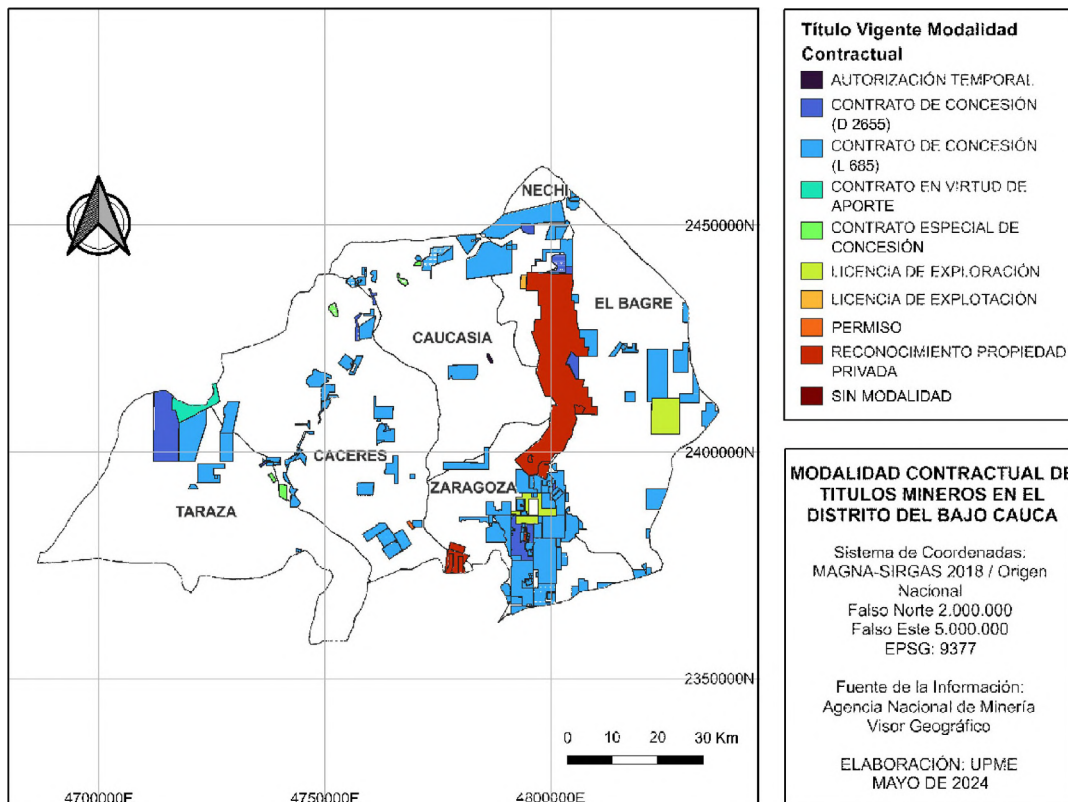 NECHI
2450000N
EL BAGRE
CAUCASIA
2400000N
CACERES
ZARAGOZA
TARAZA
2350000N
0 10 20 30 Km
4700000E 4750000E 4800000E
Título Vigente Modalidad
Contractual
AUTORIZACIÓN TEMPORAL
CONTRATO DE CONCESIÓN
(D 2655)
CONTRATO DE CONCESIÓN
(L 685)
CONTRATO EN VIRTUD DE
APORTE
CONTRATO ESPECIAL DE
CONCESIÓN
LICENCIA DE EXPLORACIÓN
LICENCIA DE EXPLOTACIÓN
PERMISO
RECONOCIMIENTO PROPIEDAD
PRIVADA
SIN MODALIDAD
MODALIDAD CONTRACTUAL DE
TITULOS MINEROS EN EL
DISTRITO DEL BAJO CAUCA
Sistema de Coordenadas:
MAGNA-SIRGAS 2018 / Origen
Nacional
Falso Norte 2.000.000
Falso Este 5.000.000
EPSG: 9377
Fuente de la Información:
Agencia Nacional de Minería
Visor Geográfico
ELABORACIÓN: UPME
MAYO DE 2024